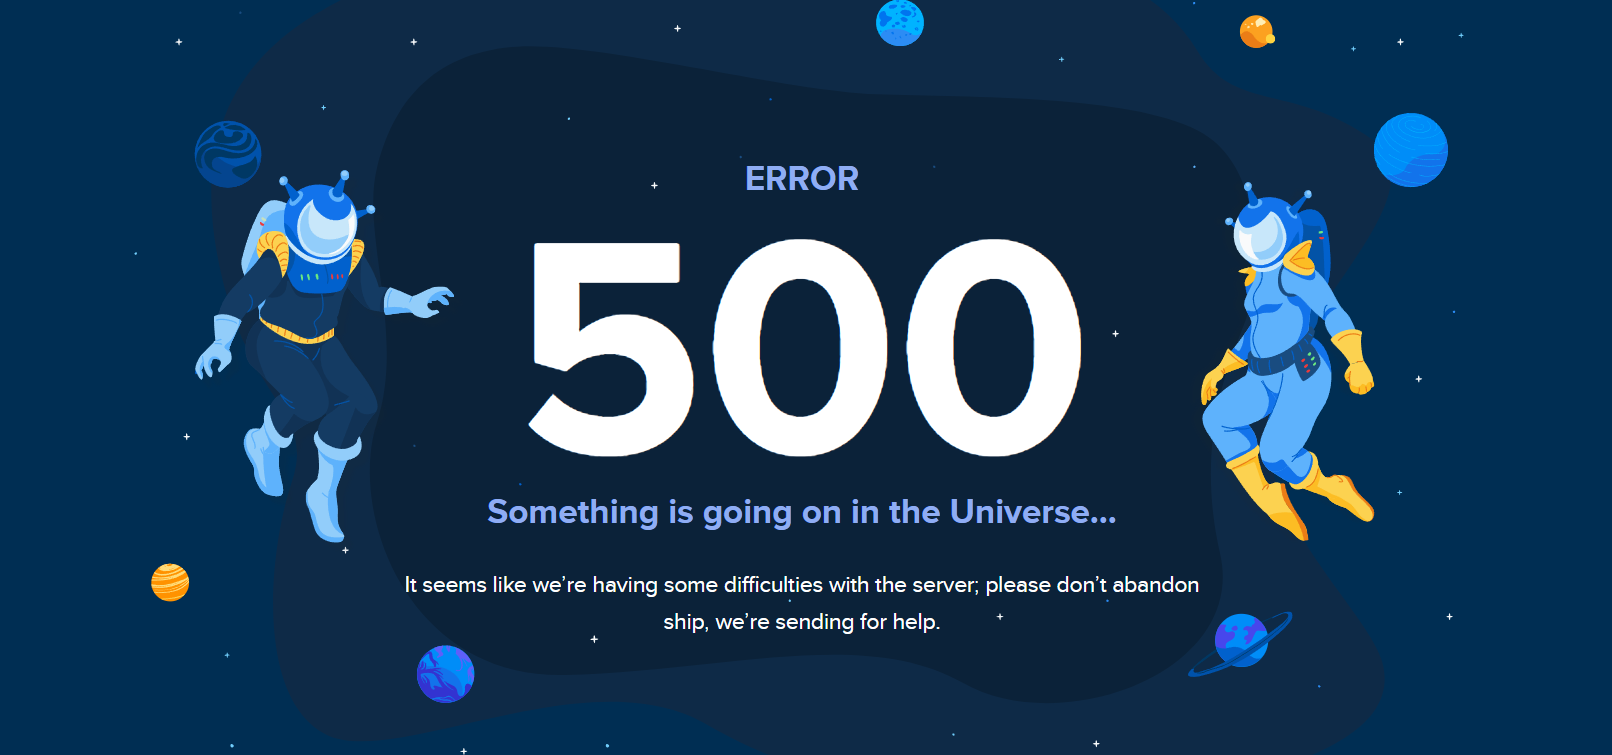 ERROR
500
Something is going on in the Universe...
It seems like we’re having some difficulties with the server; please don’t abandon
ship, we’re sending for help.